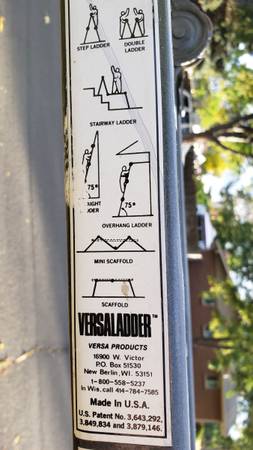 STEP LADDER
DOUBLE
LADDER
STAIRWAY LADDER
75°
75°
OVERHANG LADDER
MINI SCAFFOLD
SCAFFOLD
VERSALADDER™
VERSA PRODUCTS
16900 W. Victor
P.O. Box 51530
New Berlin, WI. 53151
1-800-558-5237
In Wis. call 414-784-7585
Made In U.S.A.
U.S. Patent No. 3,643,292,
3,849,834 and 3,879,146.